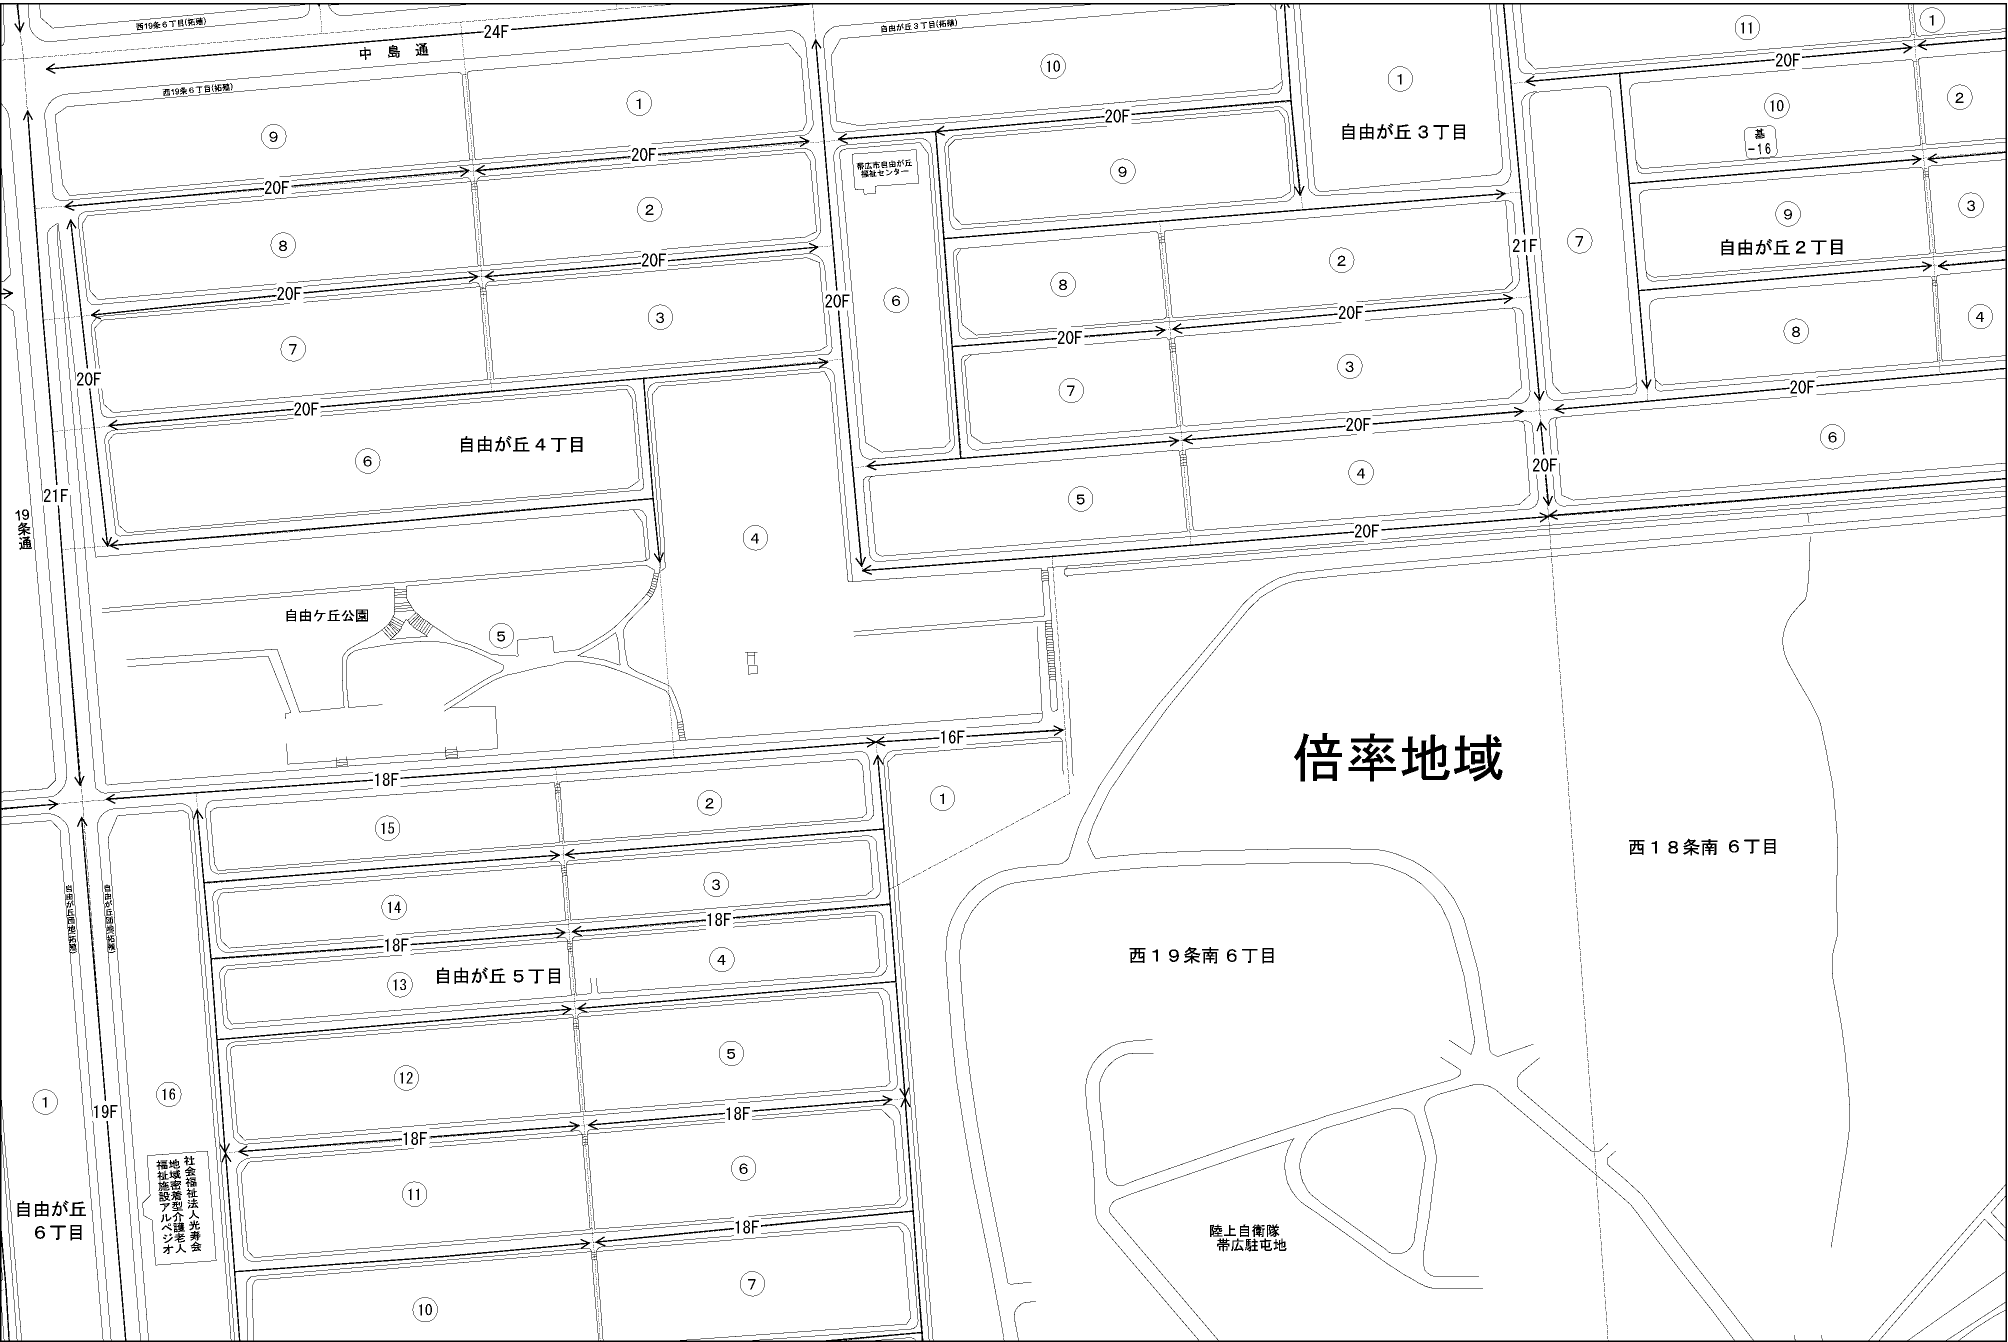 西19条6丁目(拓殖)
24F
中島通
西19条6丁目(拓殖)
自由が丘3丁目(拓殖)
11
1
20F
9
1
10
1
自由が丘3丁目
10
2
基
-16
20F
20F
20F
帯広市自由が丘
福祉センター
9
8
2
6
8
2
21F
7
9
3
自由が丘2丁目
20F
20F
20F
20F
20F
7
3
7
3
8
4
20F
20F
20F
20F
6
自由が丘4丁目
5
4
20F
6
21F
19条通
4
20F
自由ケ丘公園
5
16F
18F
倍率地域
15
2
1
西18条南6丁目
14
3
18F
18F
13
自由が丘5丁目
4
西19条南6丁目
12
5
1
19F
16
18F
18F
11
6
社会福祉法人光寿会
地域密着型介護老人
福祉施設アルペジオ
自由が丘
6丁目
18F
陸上自衛隊
帯広駐屯地
10
7